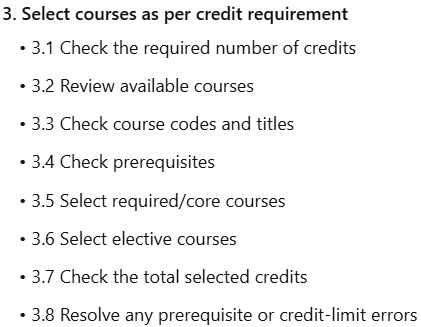 3. Select courses as per credit requirement
• 3.1 Check the required number of credits
• 3.2 Review available courses
• 3.3 Check course codes and titles
• 3.4 Check prerequisites
• 3.5 Select required/core courses
• 3.6 Select elective courses
• 3.7 Check the total selected credits
• 3.8 Resolve any prerequisite or credit-limit errors